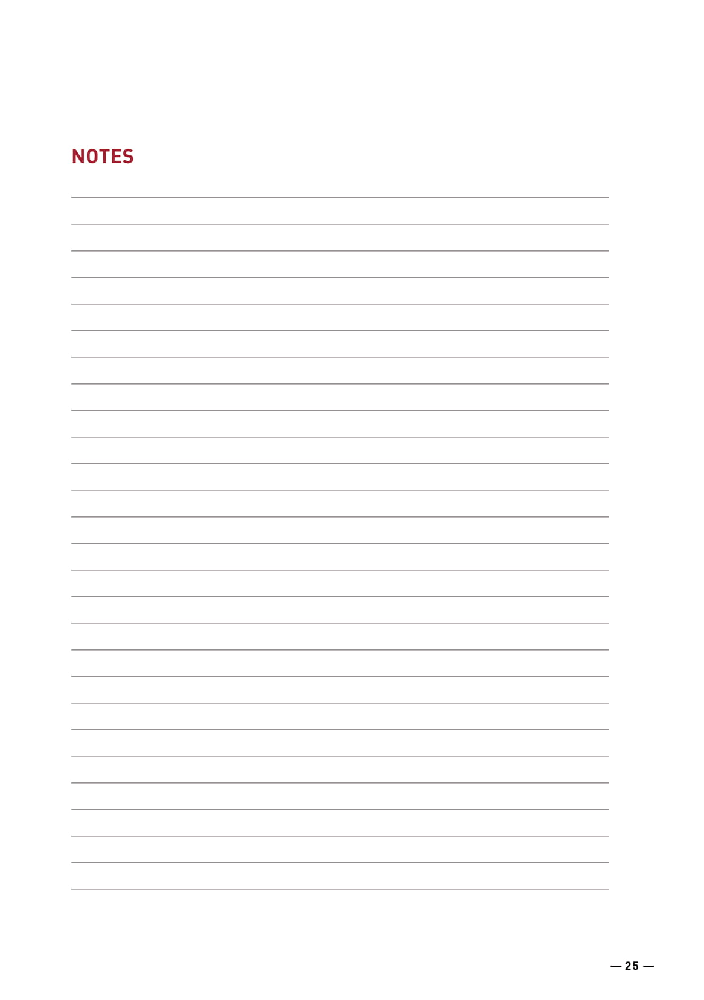 NOTES
— 25 —